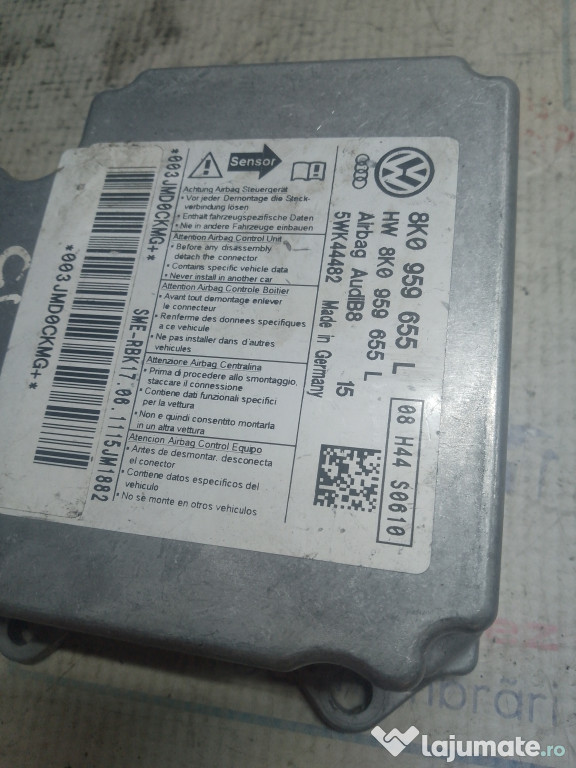 8K0 959 655 L
HW 8K0 959 655 L
Airbag AudiB8 15
5WK44482 Made in Germany
08 H44 S0610
Sensor
Achtung Airbag Steuergerät
• Vor jeder Demontage die Steck-
verbindung lösen
• Enthält fahrzeugspezifische Daten
• Nie in andere Fahrzeuge einbauen
Attention Airbag Control Unit
• Before any disassembly
detach the connector
• Contains specific vehicle data
• Never install in another car
Attention Airbag Controle Boitier
• Avant tout demontage enlever
le connecteur
• Renferme des données specifiques
a ce vehicule
• Ne pas installer dans d'autres
vehicules
Attenzione Airbag Centralina
• Prima di procedere allo smontaggio,
staccare il connessione
• Contiene dati funzionali specifici
per la vettura
• Non e quindi consentito montarla
in un altra vettura
Atencion Airbag Control Equipo
• Antes de desmontar, desconecta
el conector
• Contiene datos especificos del
vehiculo
• No se monte en otros vehiculos
*003JMD0CKMG+*
SME-RBK17.08.1115JM1882
*003JMD0CKMG+*
lajumate.ro